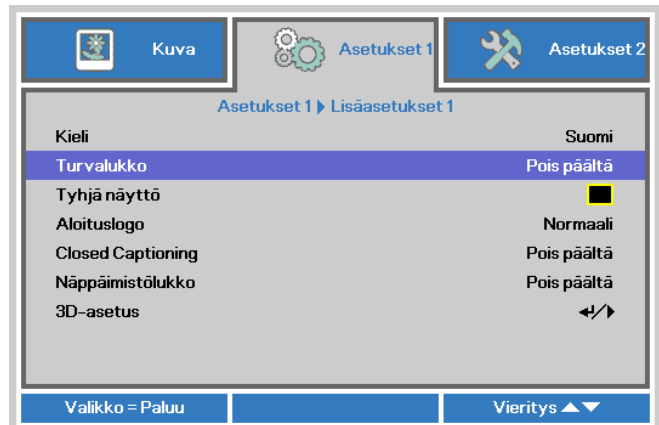 Kuva Asetukset 1 Asetukset 2
Asetukset 1 ▶ Lisäasetukset 1
Kieli Suomi
Turvalukko Pois päältä
Tyhjä näyttö
Aloituslogo Normaali
Closed Captioning Pois päältä
Näppäimistölukko Pois päältä
3D-asetus ↵/▶
Valikko = Paluu Vieritys ▲▼